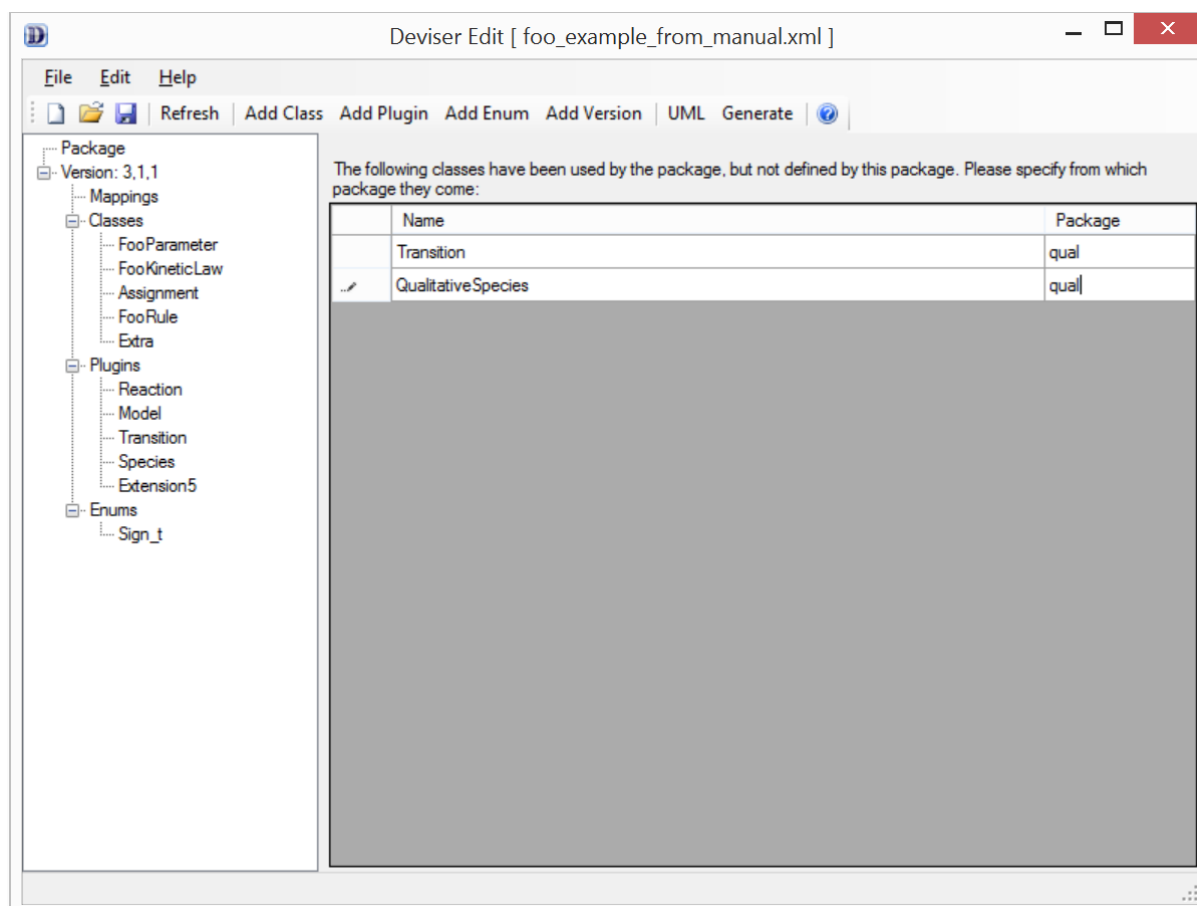 Deviser Edit [ foo_example_from_manual.xml ]
File Edit Help
Refresh Add Class Add Plugin Add Enum Add Version UML Generate
Package
Version: 3,1,1
Mappings
Classes
FooParameter
FooKineticLaw
Assignment
FooRule
Extra
Plugins
Reaction
Model
Transition
Species
Extension5
Enums
Sign_t
The following classes have been used by the package, but not defined by this package. Please specify from which
package they come:
Name Package
Transition qual
QualitativeSpecies qual